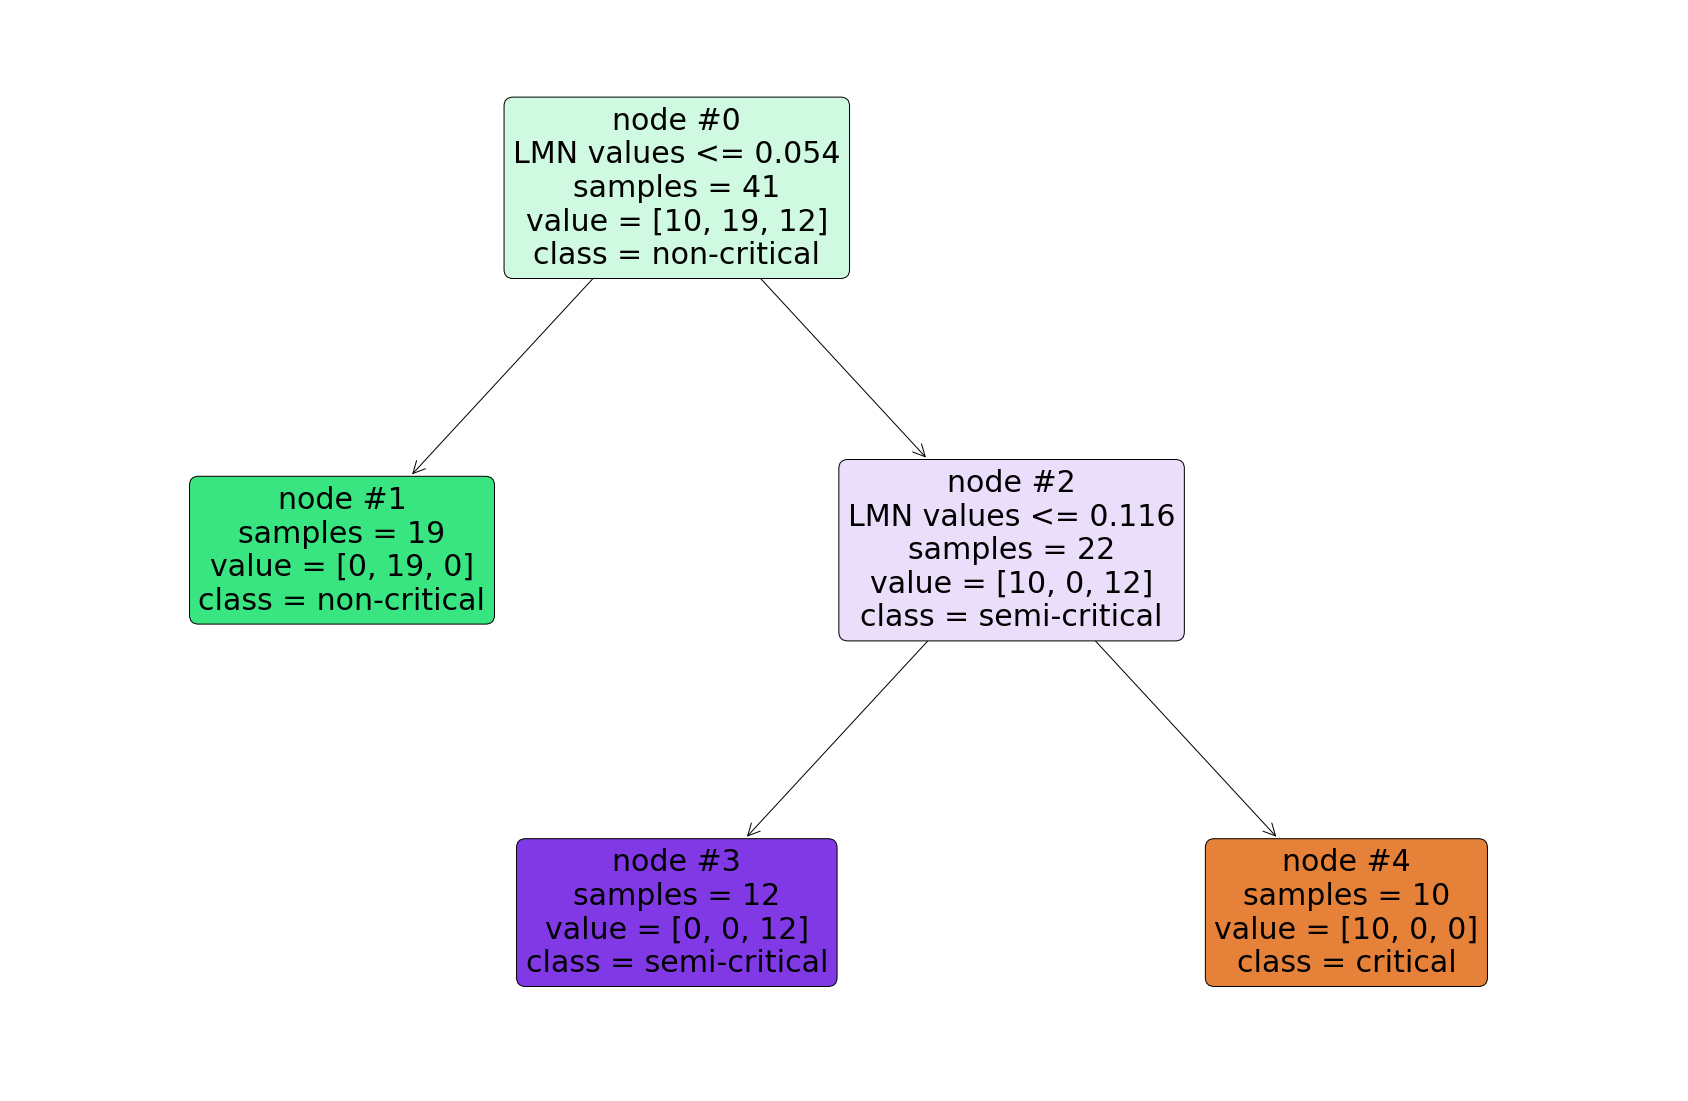 node #0
LMN values <= 0.054
samples = 41
value = [10, 19, 12]
class = non-critical
node #1
samples = 19
value = [0, 19, 0]
class = non-critical
node #2
LMN values <= 0.116
samples = 22
value = [10, 0, 12]
class = semi-critical
node #3
samples = 12
value = [0, 0, 12]
class = semi-critical
node #4
samples = 10
value = [10, 0, 0]
class = critical